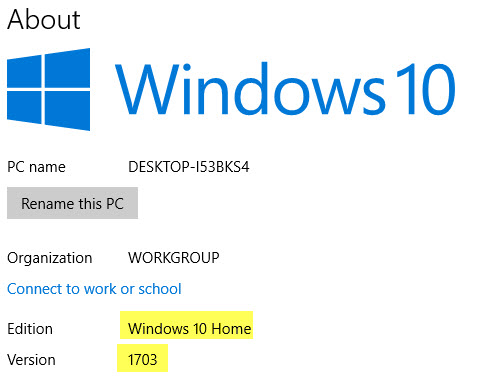 About
Windows 10
PC name DESKTOP-I53BKS4
Rename this PC
Organization WORKGROUP
Connect to work or school
Edition Windows 10 Home
Version 1703